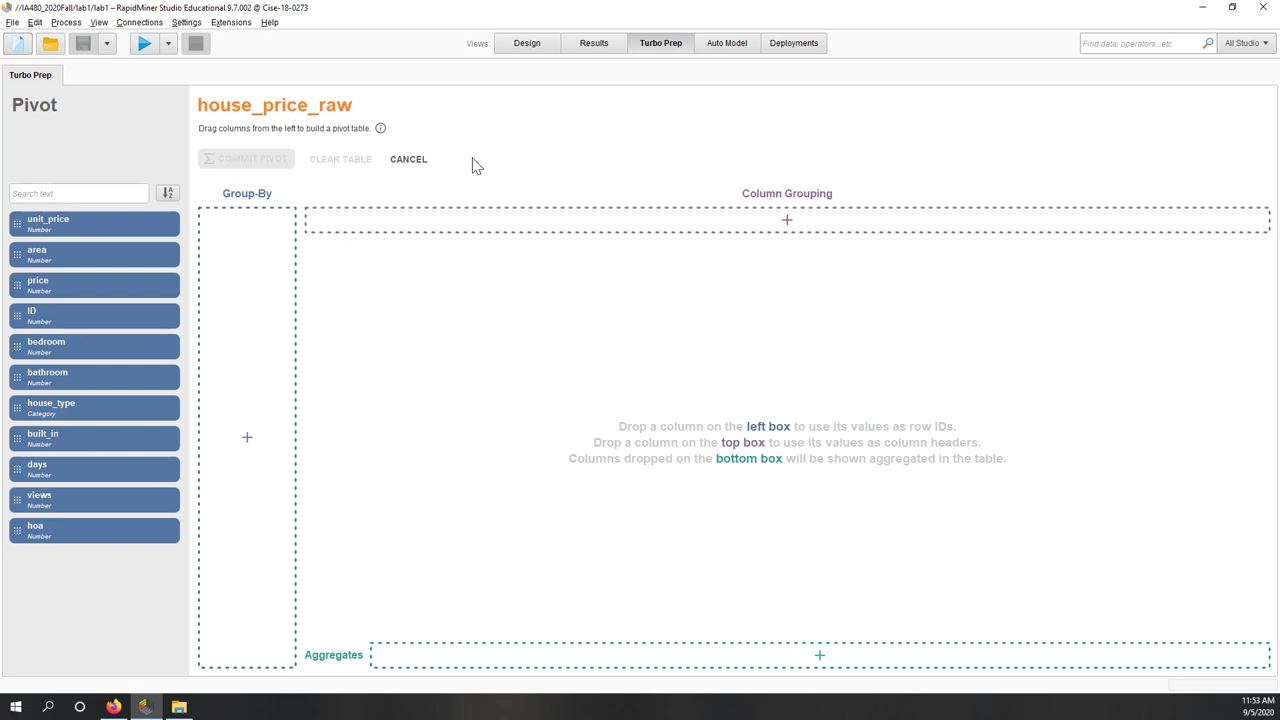 //IA480_2020Fall/lab1/lab1 – RapidMiner Studio Educational 9.7.002 @ Cise-18-0273
File Edit Process View Connections Settings Extensions Help
Views: Design Results Turbo Prep Auto Model Deployments Find data, operators...etc All Studio
Turbo Prep
Pivot
house_price_raw
Drag columns from the left to build a pivot table.
COMMIT PIVOT CLEAR TABLE CANCEL
Search text
Group-By
Column Grouping
unit_price
Number
area
Number
price
Number
ID
Number
bedroom
Number
bathroom
Number
house_type
Category
built_in
Number
days
Number
views
Number
hoa
Number
Drop a column on the left box to use its values as row IDs.
Drop a column on the top box to use its values as column headers.
Columns dropped on the bottom box will be shown aggregated in the table.
Aggregates
11:53 AM
9/5/2020